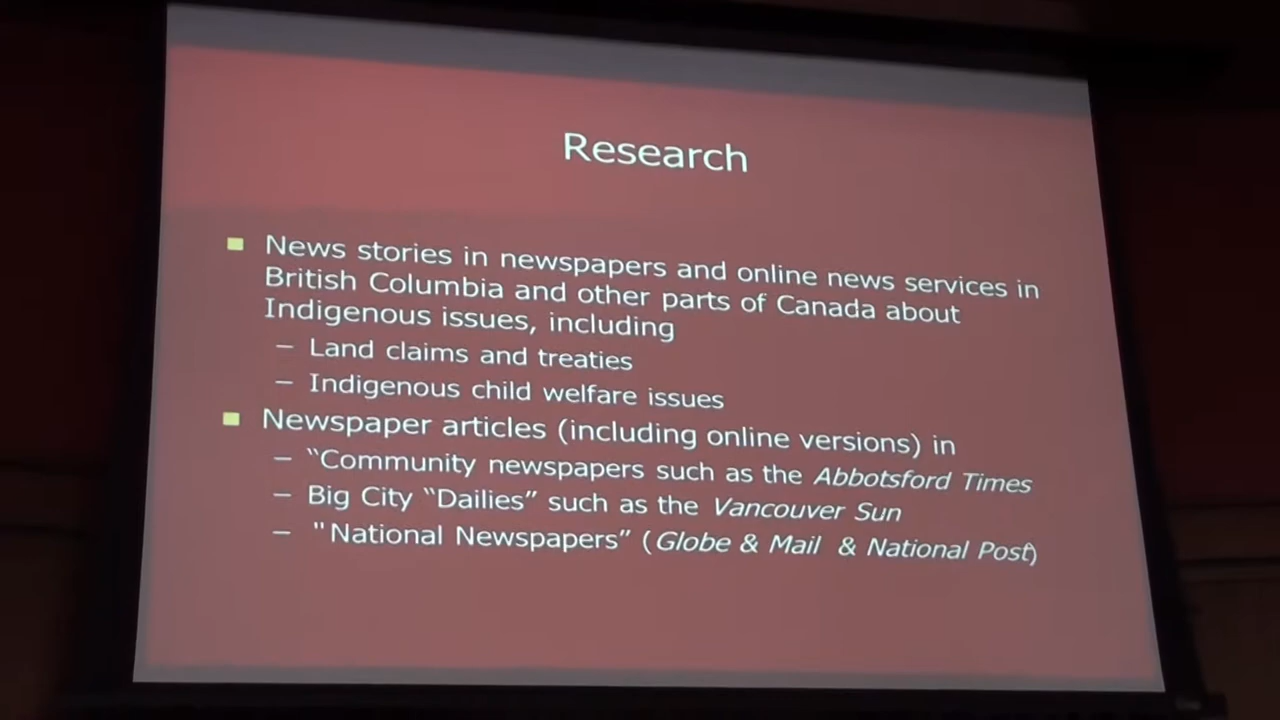 Research
News stories in newspapers and online news services in
British Columbia and other parts of Canada about
Indigenous issues, including
– Land claims and treaties
– Indigenous child welfare issues
Newspaper articles (including online versions) in
– “Community newspapers such as the Abbotsford Times
– Big City “Dailies” such as the Vancouver Sun
– "National Newspapers” (Globe & Mail & National Post)